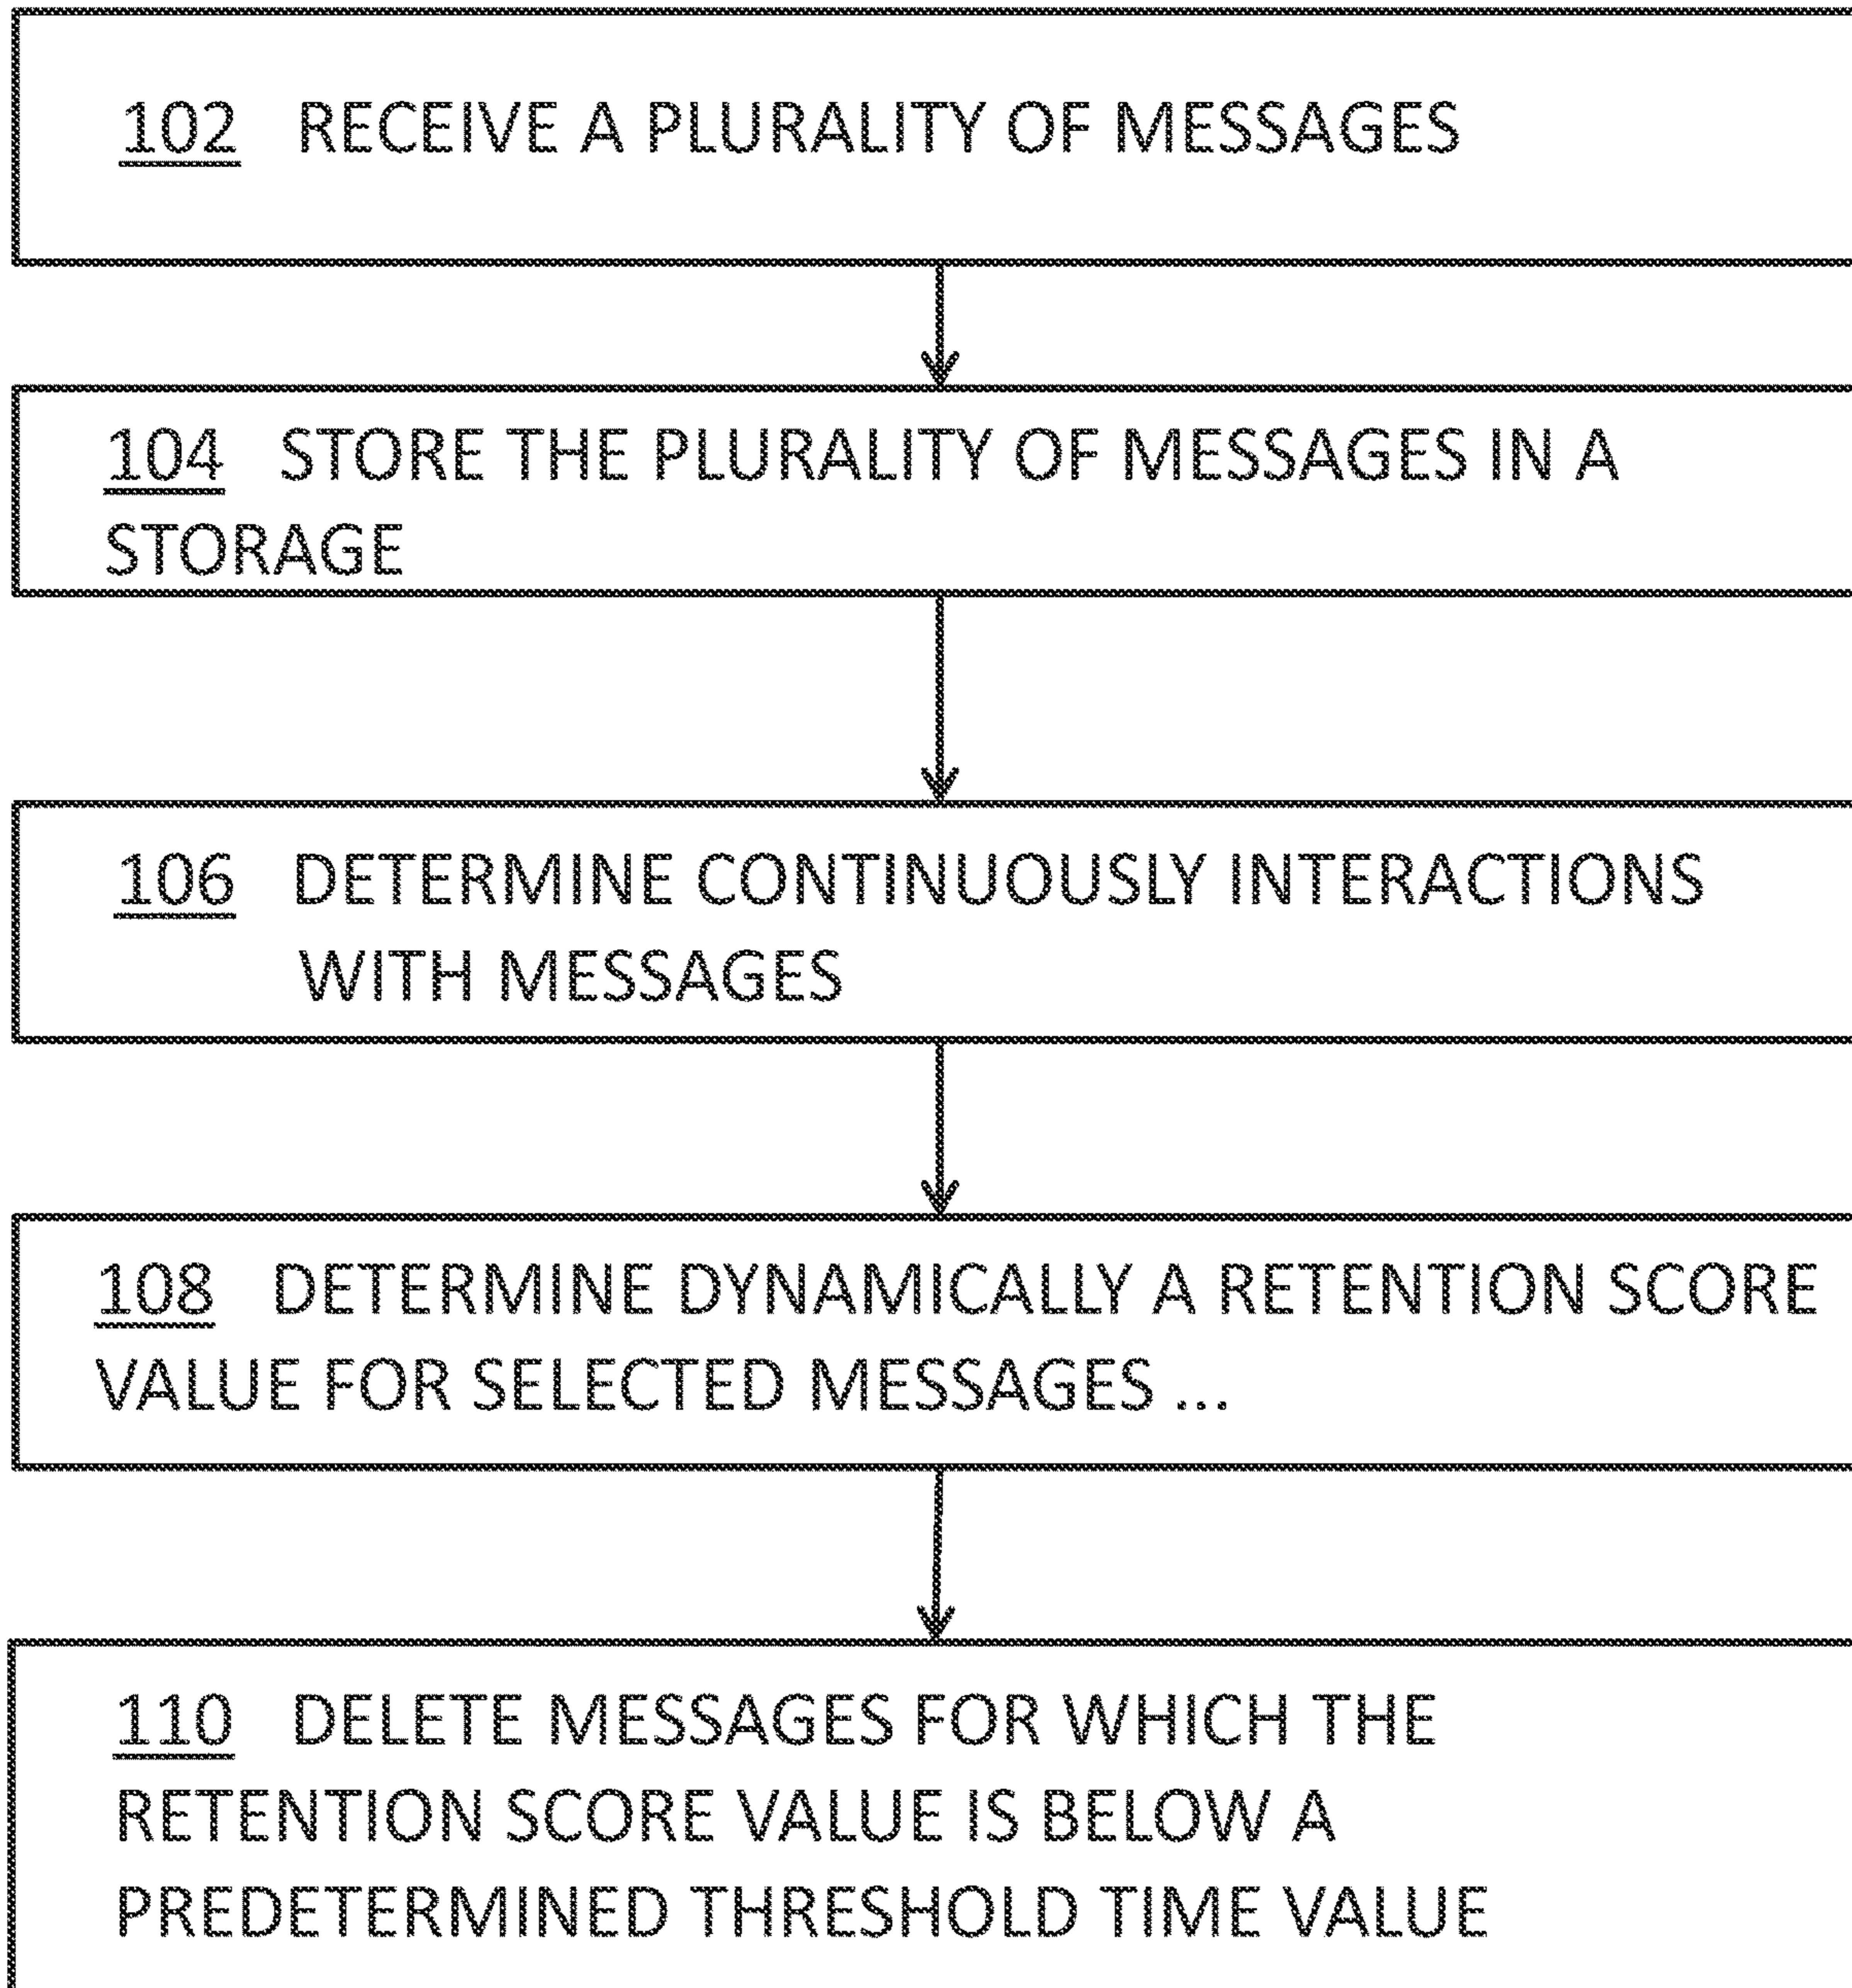 102 RECEIVE A PLURALITY OF MESSAGES
104 STORE THE PLURALITY OF MESSAGES IN A
STORAGE
106 DETERMINE CONTINUOUSLY INTERACTIONS
WITH MESSAGES
108 DETERMINE DYNAMICALLY A RETENTION SCORE
VALUE FOR SELECTED MESSAGES ...
110 DELETE MESSAGES FOR WHICH THE
RETENTION SCORE VALUE IS BELOW A
PREDETERMINED THRESHOLD TIME VALUE